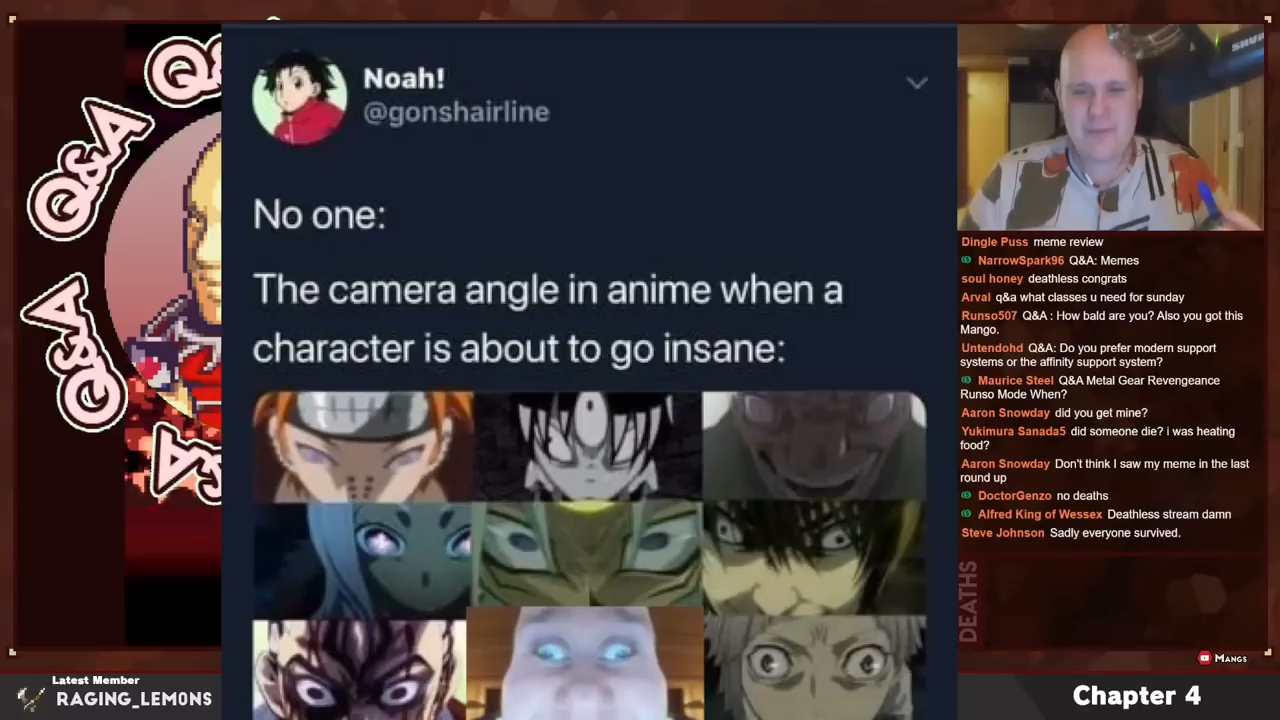 Q&A
Q&A
Q&A
Noah!
@gonshairline
No one:
The camera angle in anime when a
character is about to go insane:
SHURE
Dingle Puss meme review
NarrowSpark96 Q&A: Memes
soul honey deathless congrats
Arval q&a what classes u need for sunday
Runso507 Q&A : How bald are you? Also you got this
Mango.
Untendohd Q&A: Do you prefer modern support
systems or the affinity support system?
Maurice Steel Q&A Metal Gear Revengeance
Runso Mode When?
Aaron Snowday did you get mine?
Yukimura Sanada5 did someone die? i was heating
food?
Aaron Snowday Don't think I saw my meme in the last
round up
DoctorGenzo no deaths
Alfred King of Wessex Deathless stream damn
Steve Johnson Sadly everyone survived.
DEATHS
MANGS
Latest Member
RAGING_LEMONS
Chapter 4